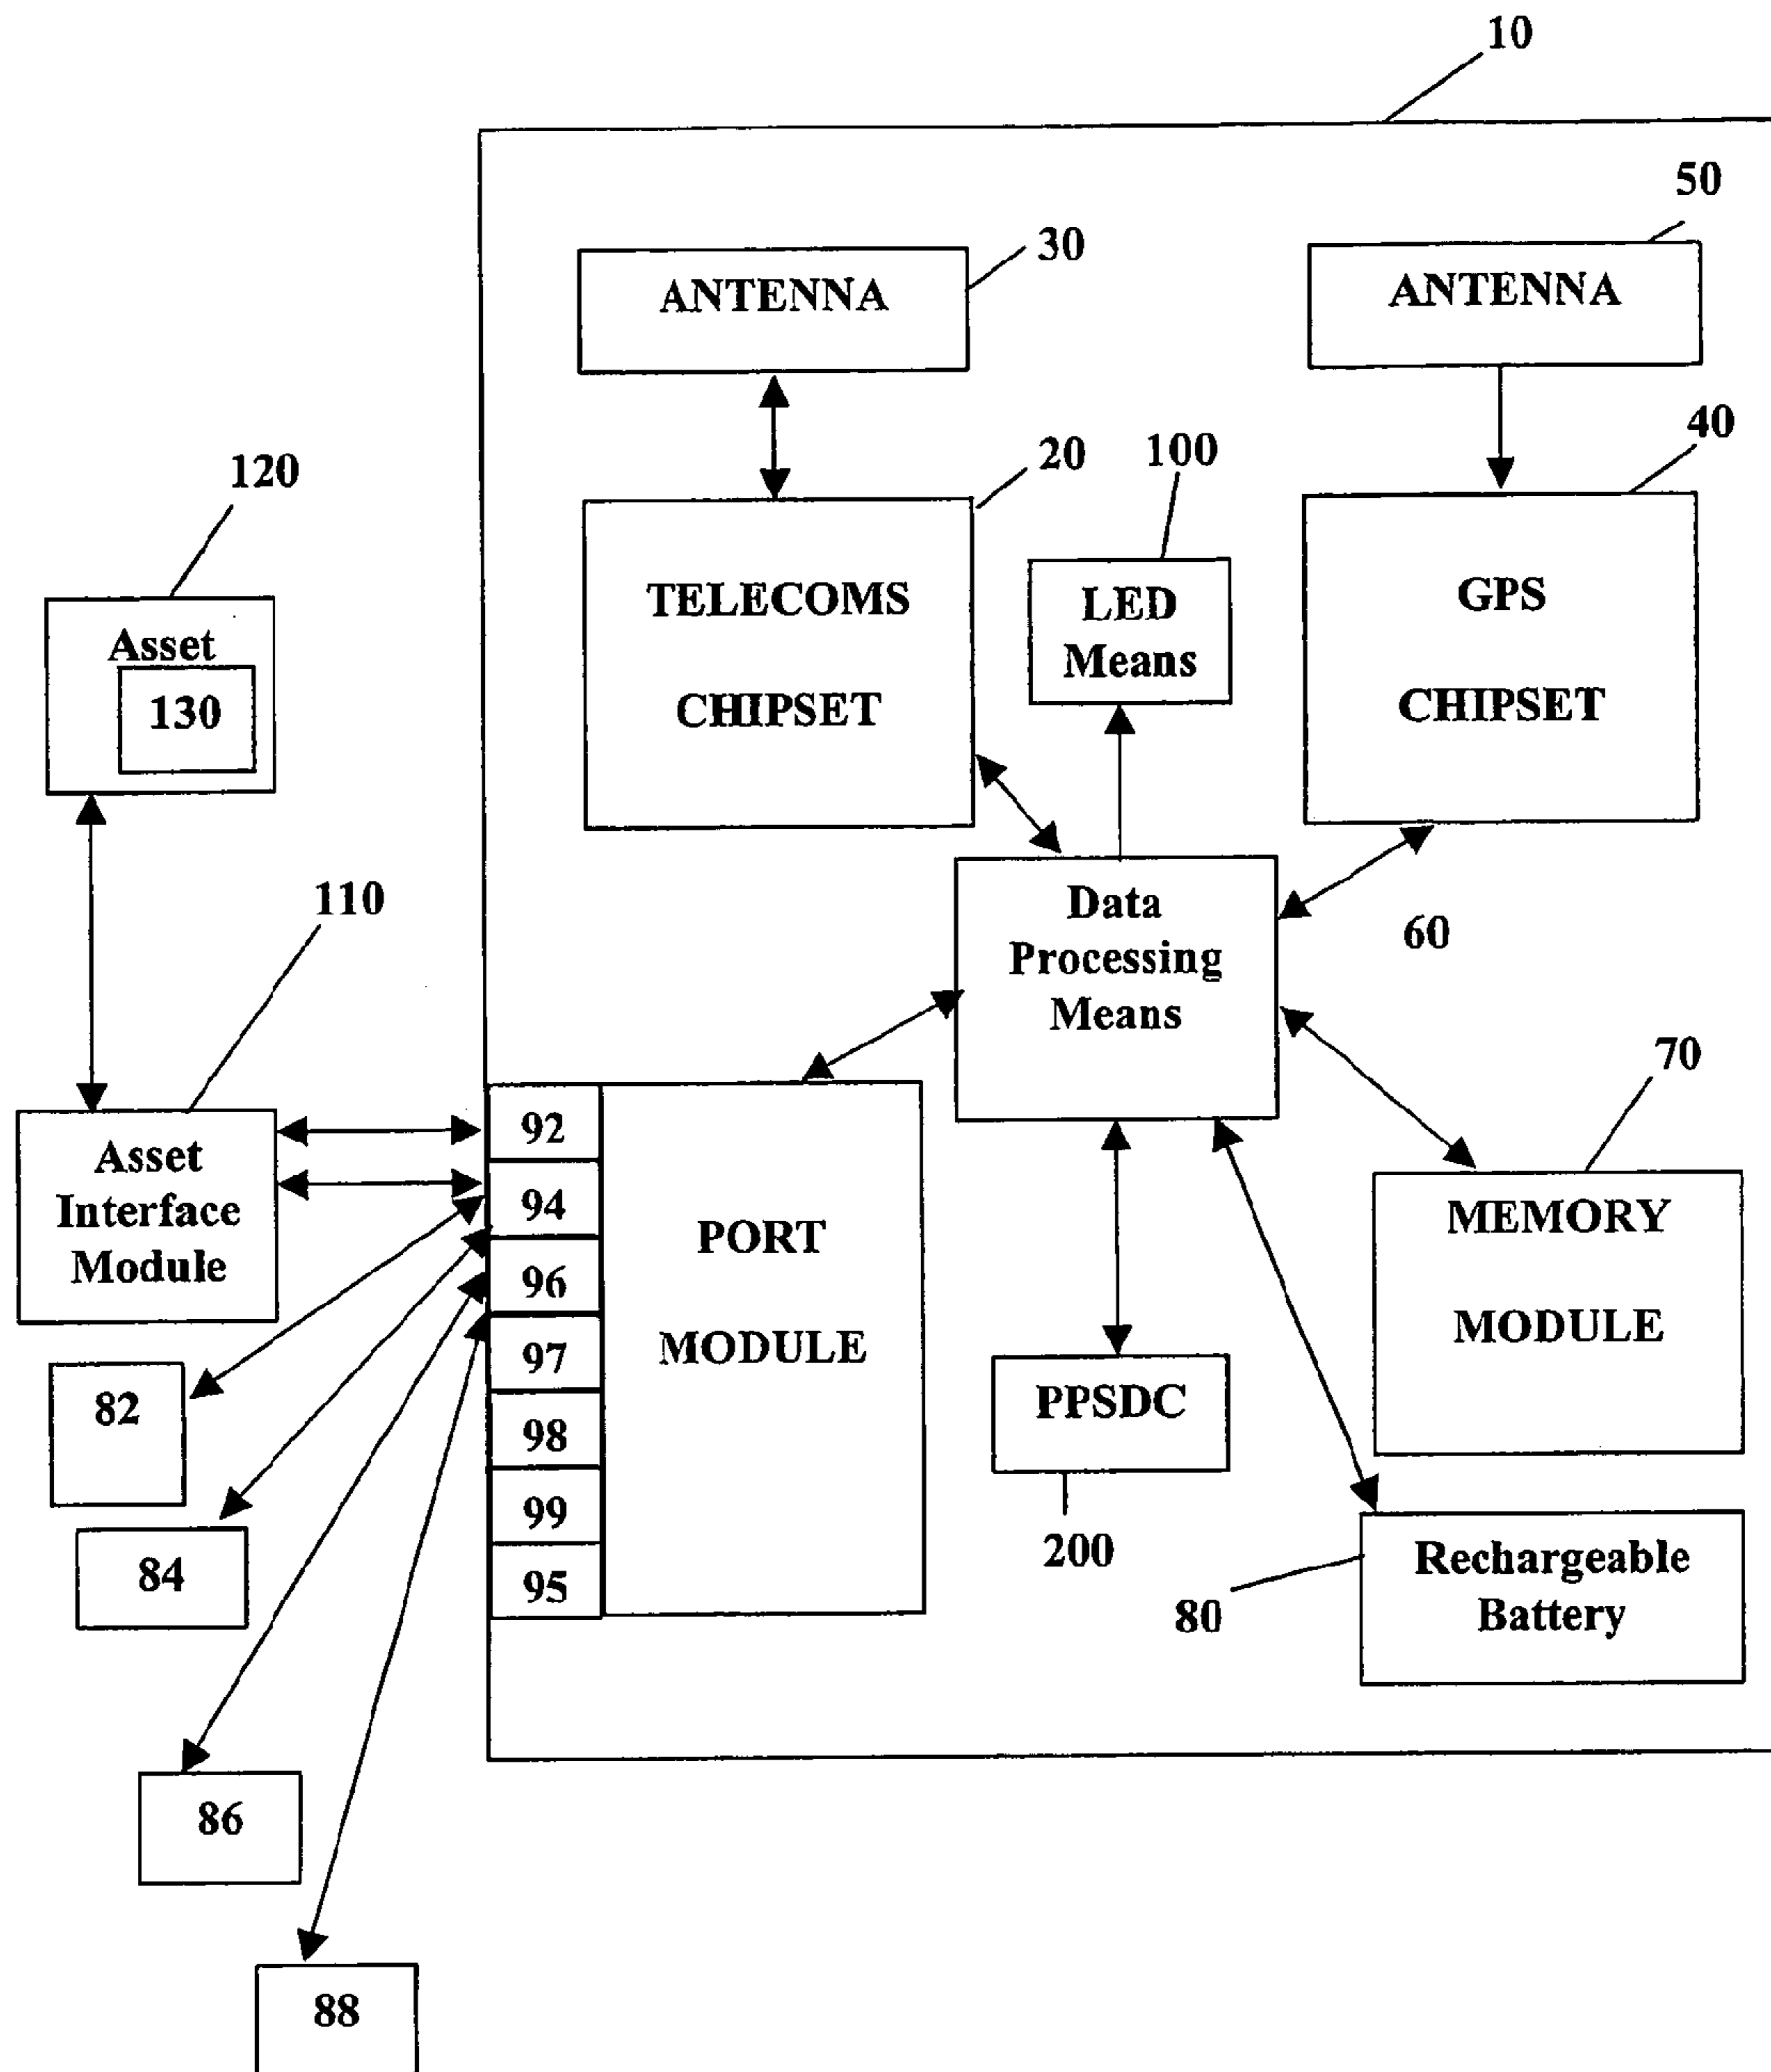 10
50
30
ANTENNA
ANTENNA
40
20
100
120
TELECOMS
CHIPSET
LED
Means
GPS
CHIPSET
Asset
130
110
Data
Processing
Means
60
70
92
94
96
97
98
99
95
PORT
MODULE
Asset
Interface
Module
MEMORY
MODULE
82
PPSDC
84
200
80
Rechargeable
Battery
86
88